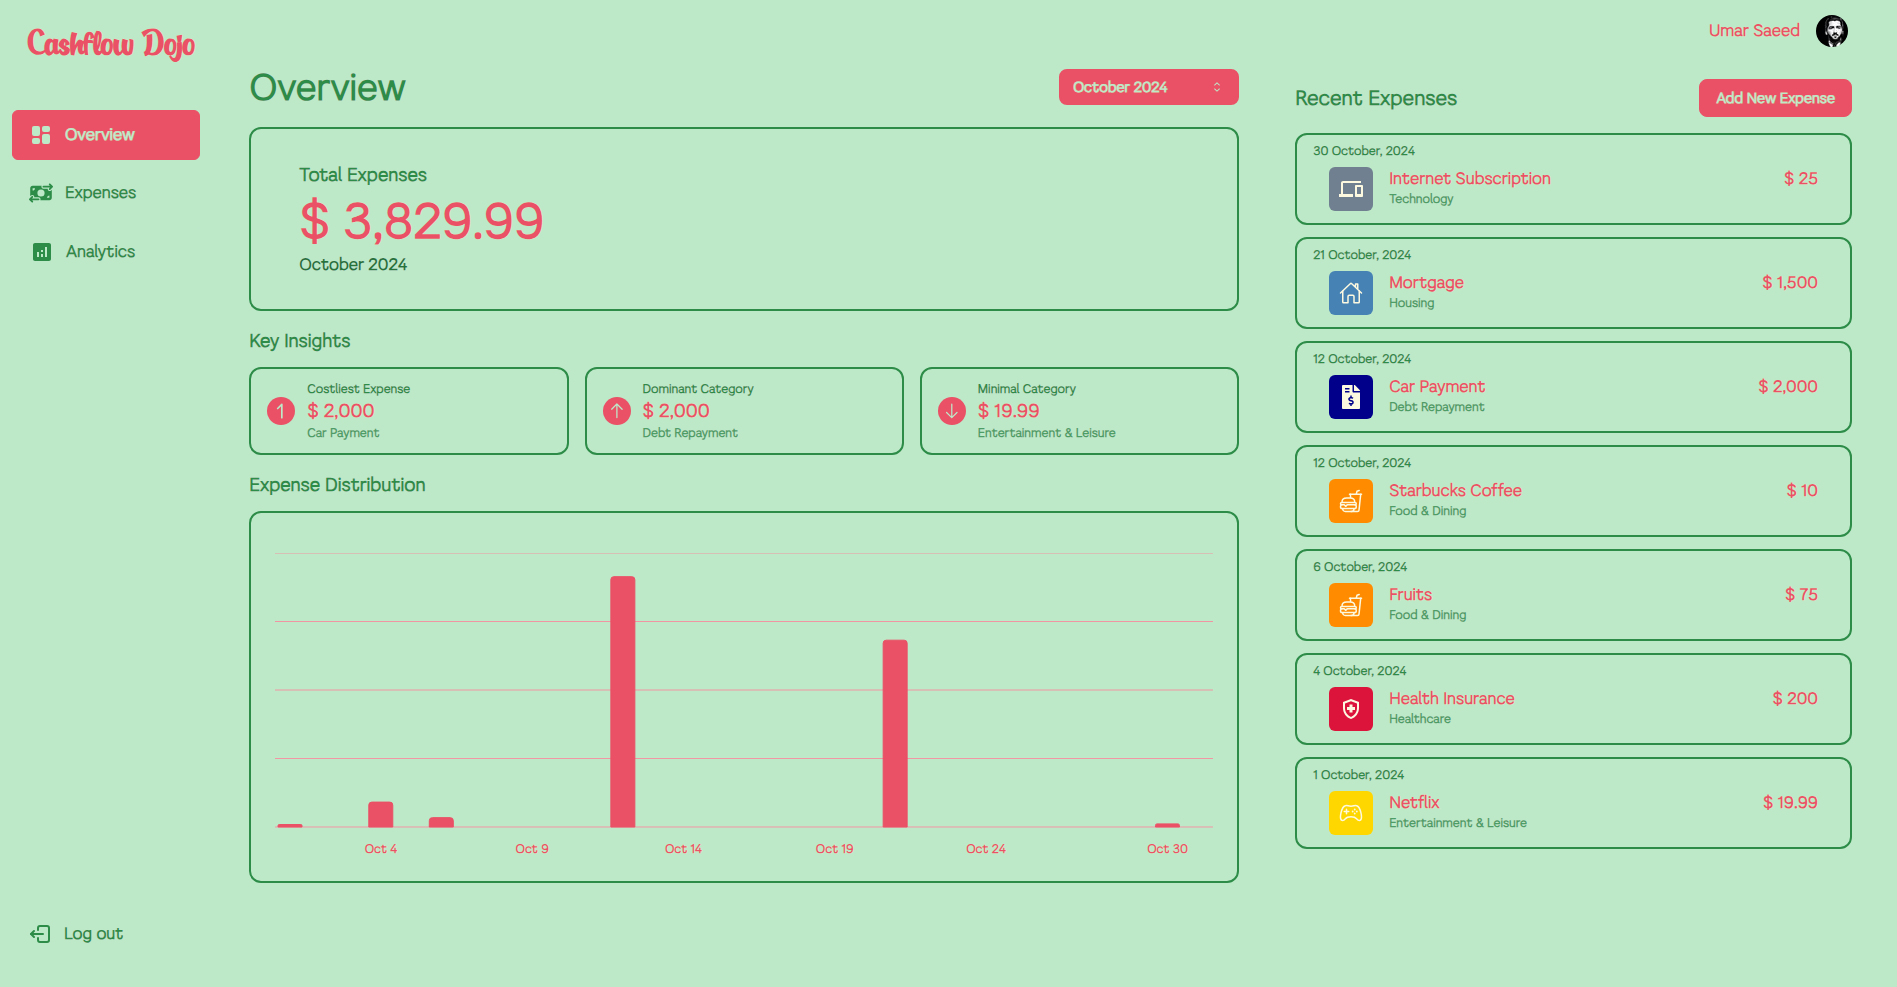 Cashflow Dojo
Overview
Expenses
Analytics
Log out
Umar Saeed
Overview
October 2024
Total Expenses
$ 3,829.99
October 2024
Key Insights
Costliest Expense
1
$ 2,000
Car Payment
Dominant Category
$ 2,000
Debt Repayment
Minimal Category
$ 19.99
Entertainment & Leisure
Expense Distribution
Oct 4 Oct 9 Oct 14 Oct 19 Oct 24 Oct 30
Recent Expenses
Add New Expense
30 October, 2024
Internet Subscription $ 25
Technology
21 October, 2024
Mortgage $ 1,500
Housing
12 October, 2024
Car Payment $ 2,000
Debt Repayment
12 October, 2024
Starbucks Coffee $ 10
Food & Dining
6 October, 2024
Fruits $ 75
Food & Dining
4 October, 2024
Health Insurance $ 200
Healthcare
1 October, 2024
Netflix $ 19.99
Entertainment & Leisure